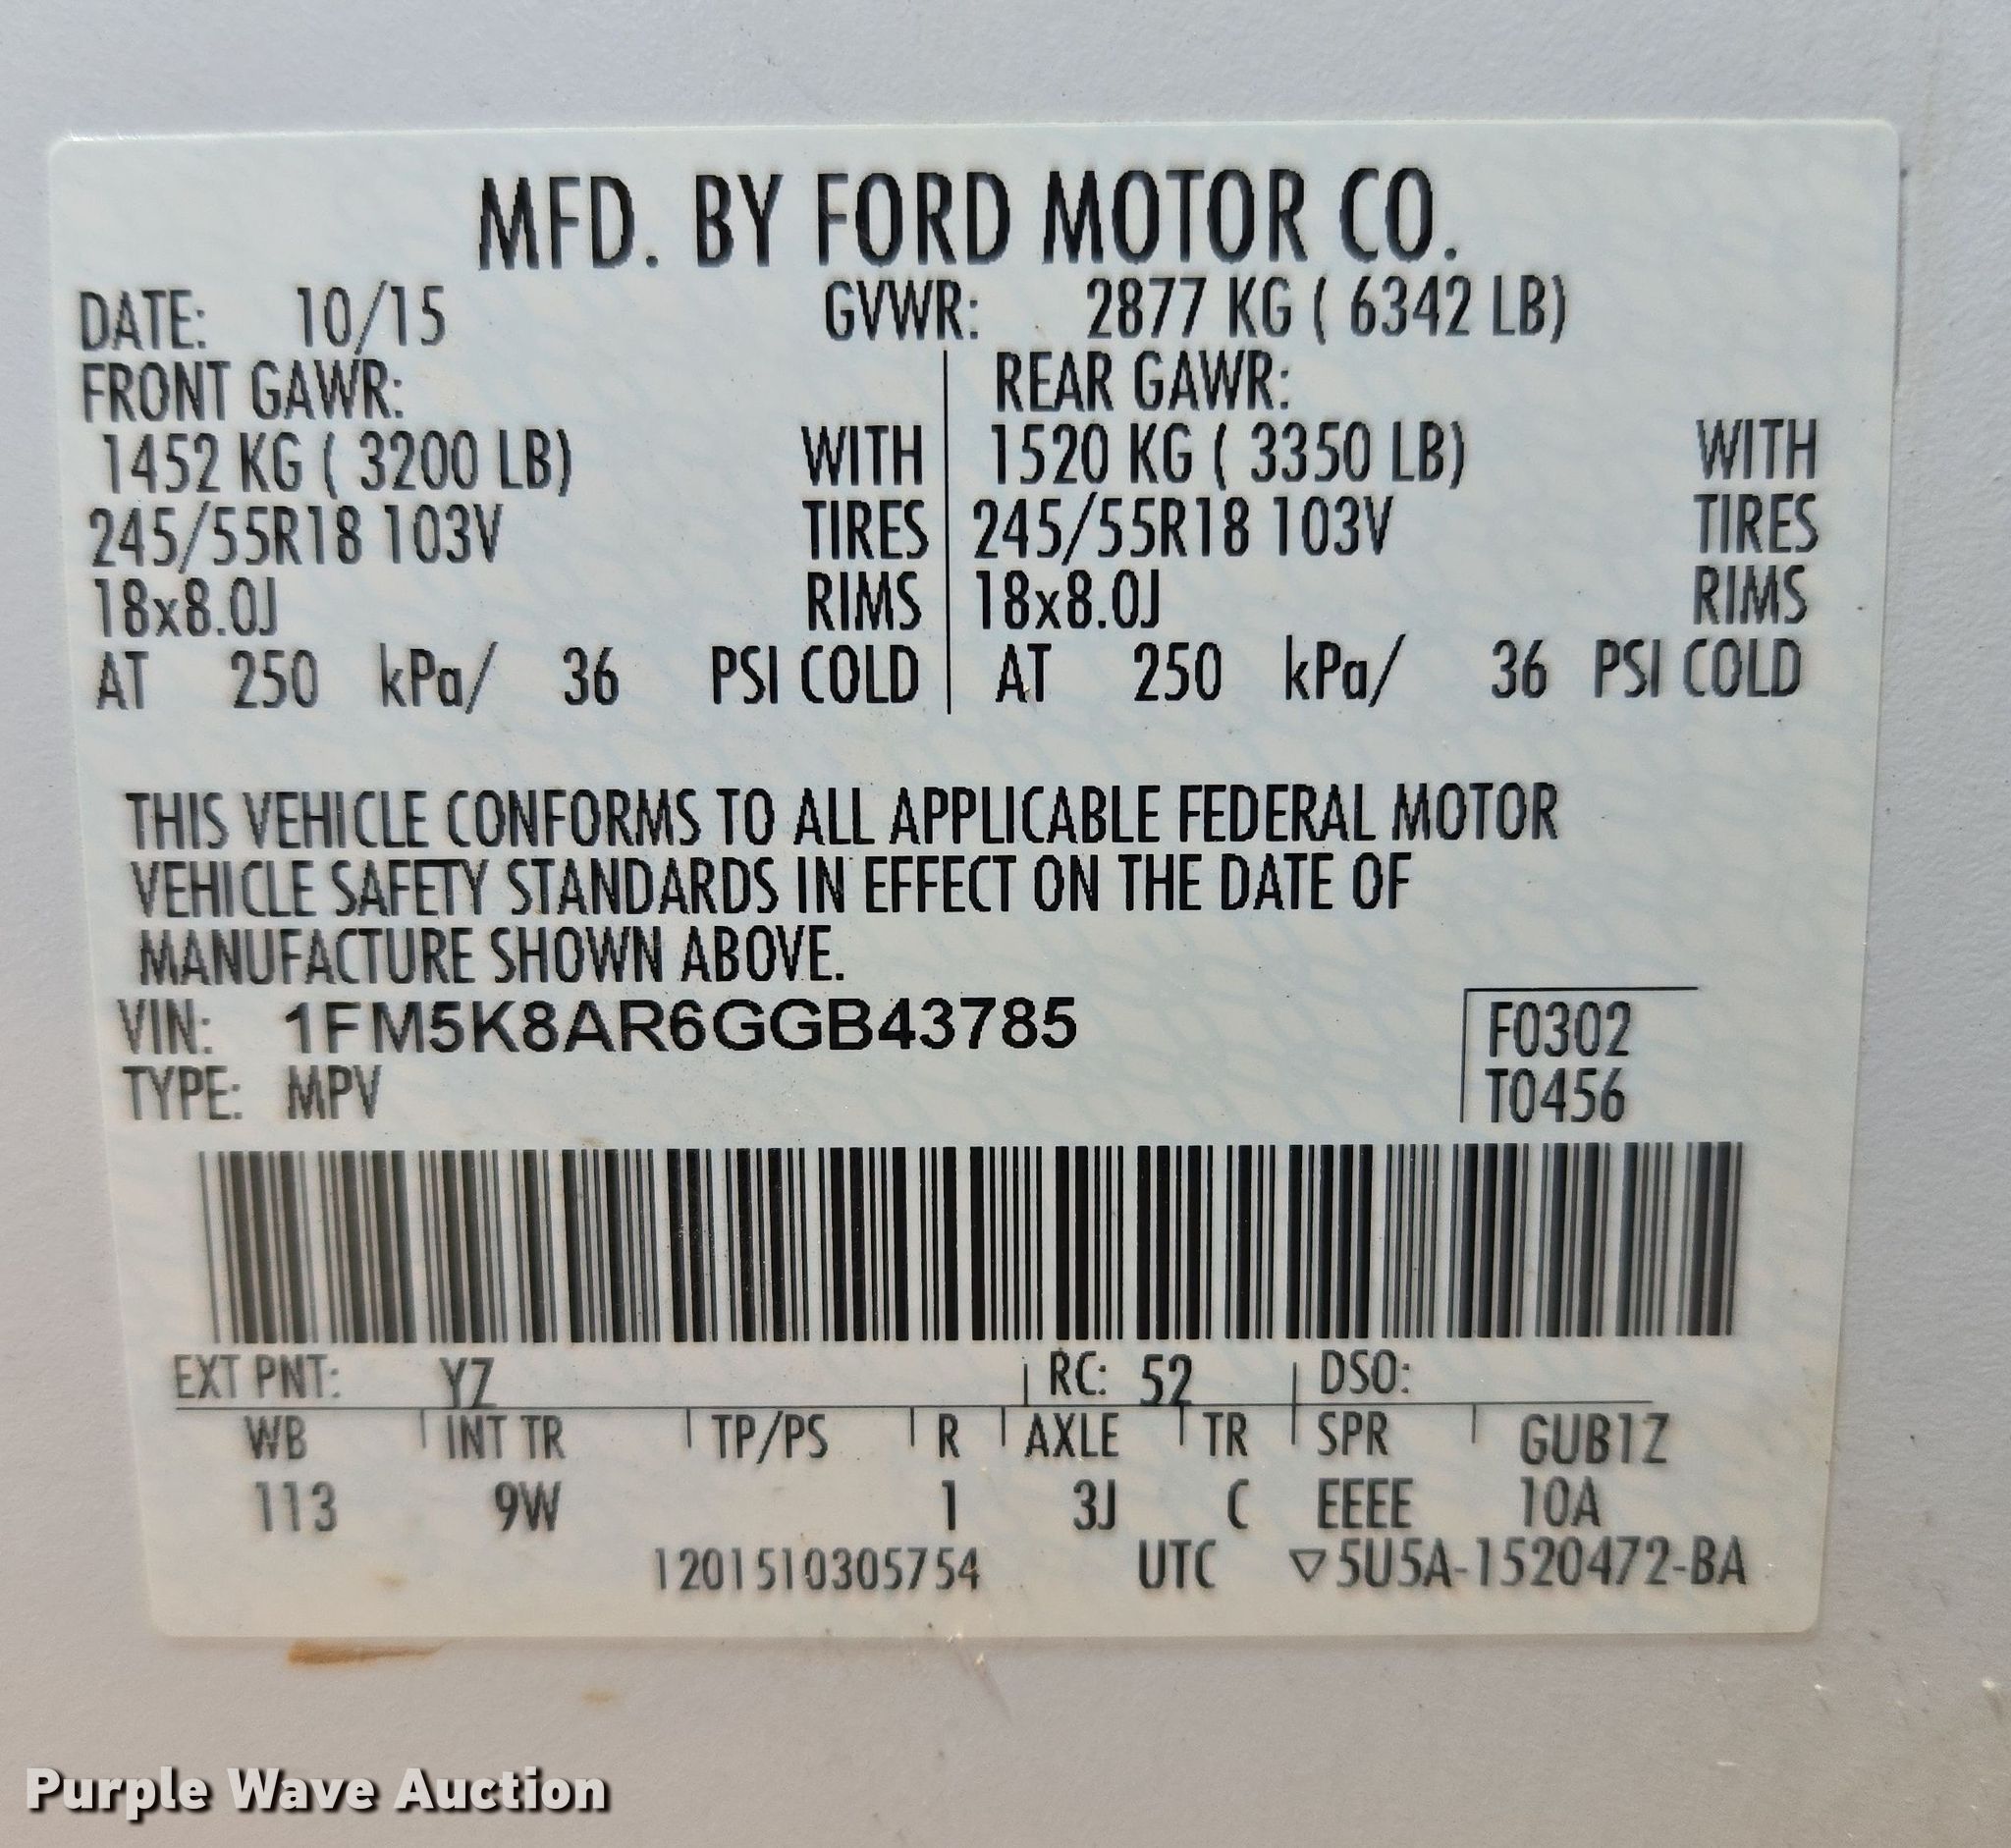 MFD. BY FORD MOTOR CO.
DATE: 10/15 GVWR: 2877 KG ( 6342 LB)
FRONT GAWR: REAR GAWR:
1452 KG ( 3200 LB) WITH 1520 KG ( 3350 LB) WITH
245/55R18 103V TIRES 245/55R18 103V TIRES
18x8.0J RIMS 18x8.0J RIMS
AT 250 kPa/ 36 PSI COLD AT 250 kPa/ 36 PSI COLD
THIS VEHICLE CONFORMS TO ALL APPLICABLE FEDERAL MOTOR
VEHICLE SAFETY STANDARDS IN EFFECT ON THE DATE OF
MANUFACTURE SHOWN ABOVE.
VIN: 1FM5K8AR6GGB43785 F0302
TYPE: MPV T0456
EXT PNT: YZ RC: 52 DSO:
WB INT TR TP/PS R AXLE TR SPR GUB1Z
113 9W 1 3J C EEEE 10A
1201510305754 UTC ▽5U5A-1520472-BA
Purple Wave Auction